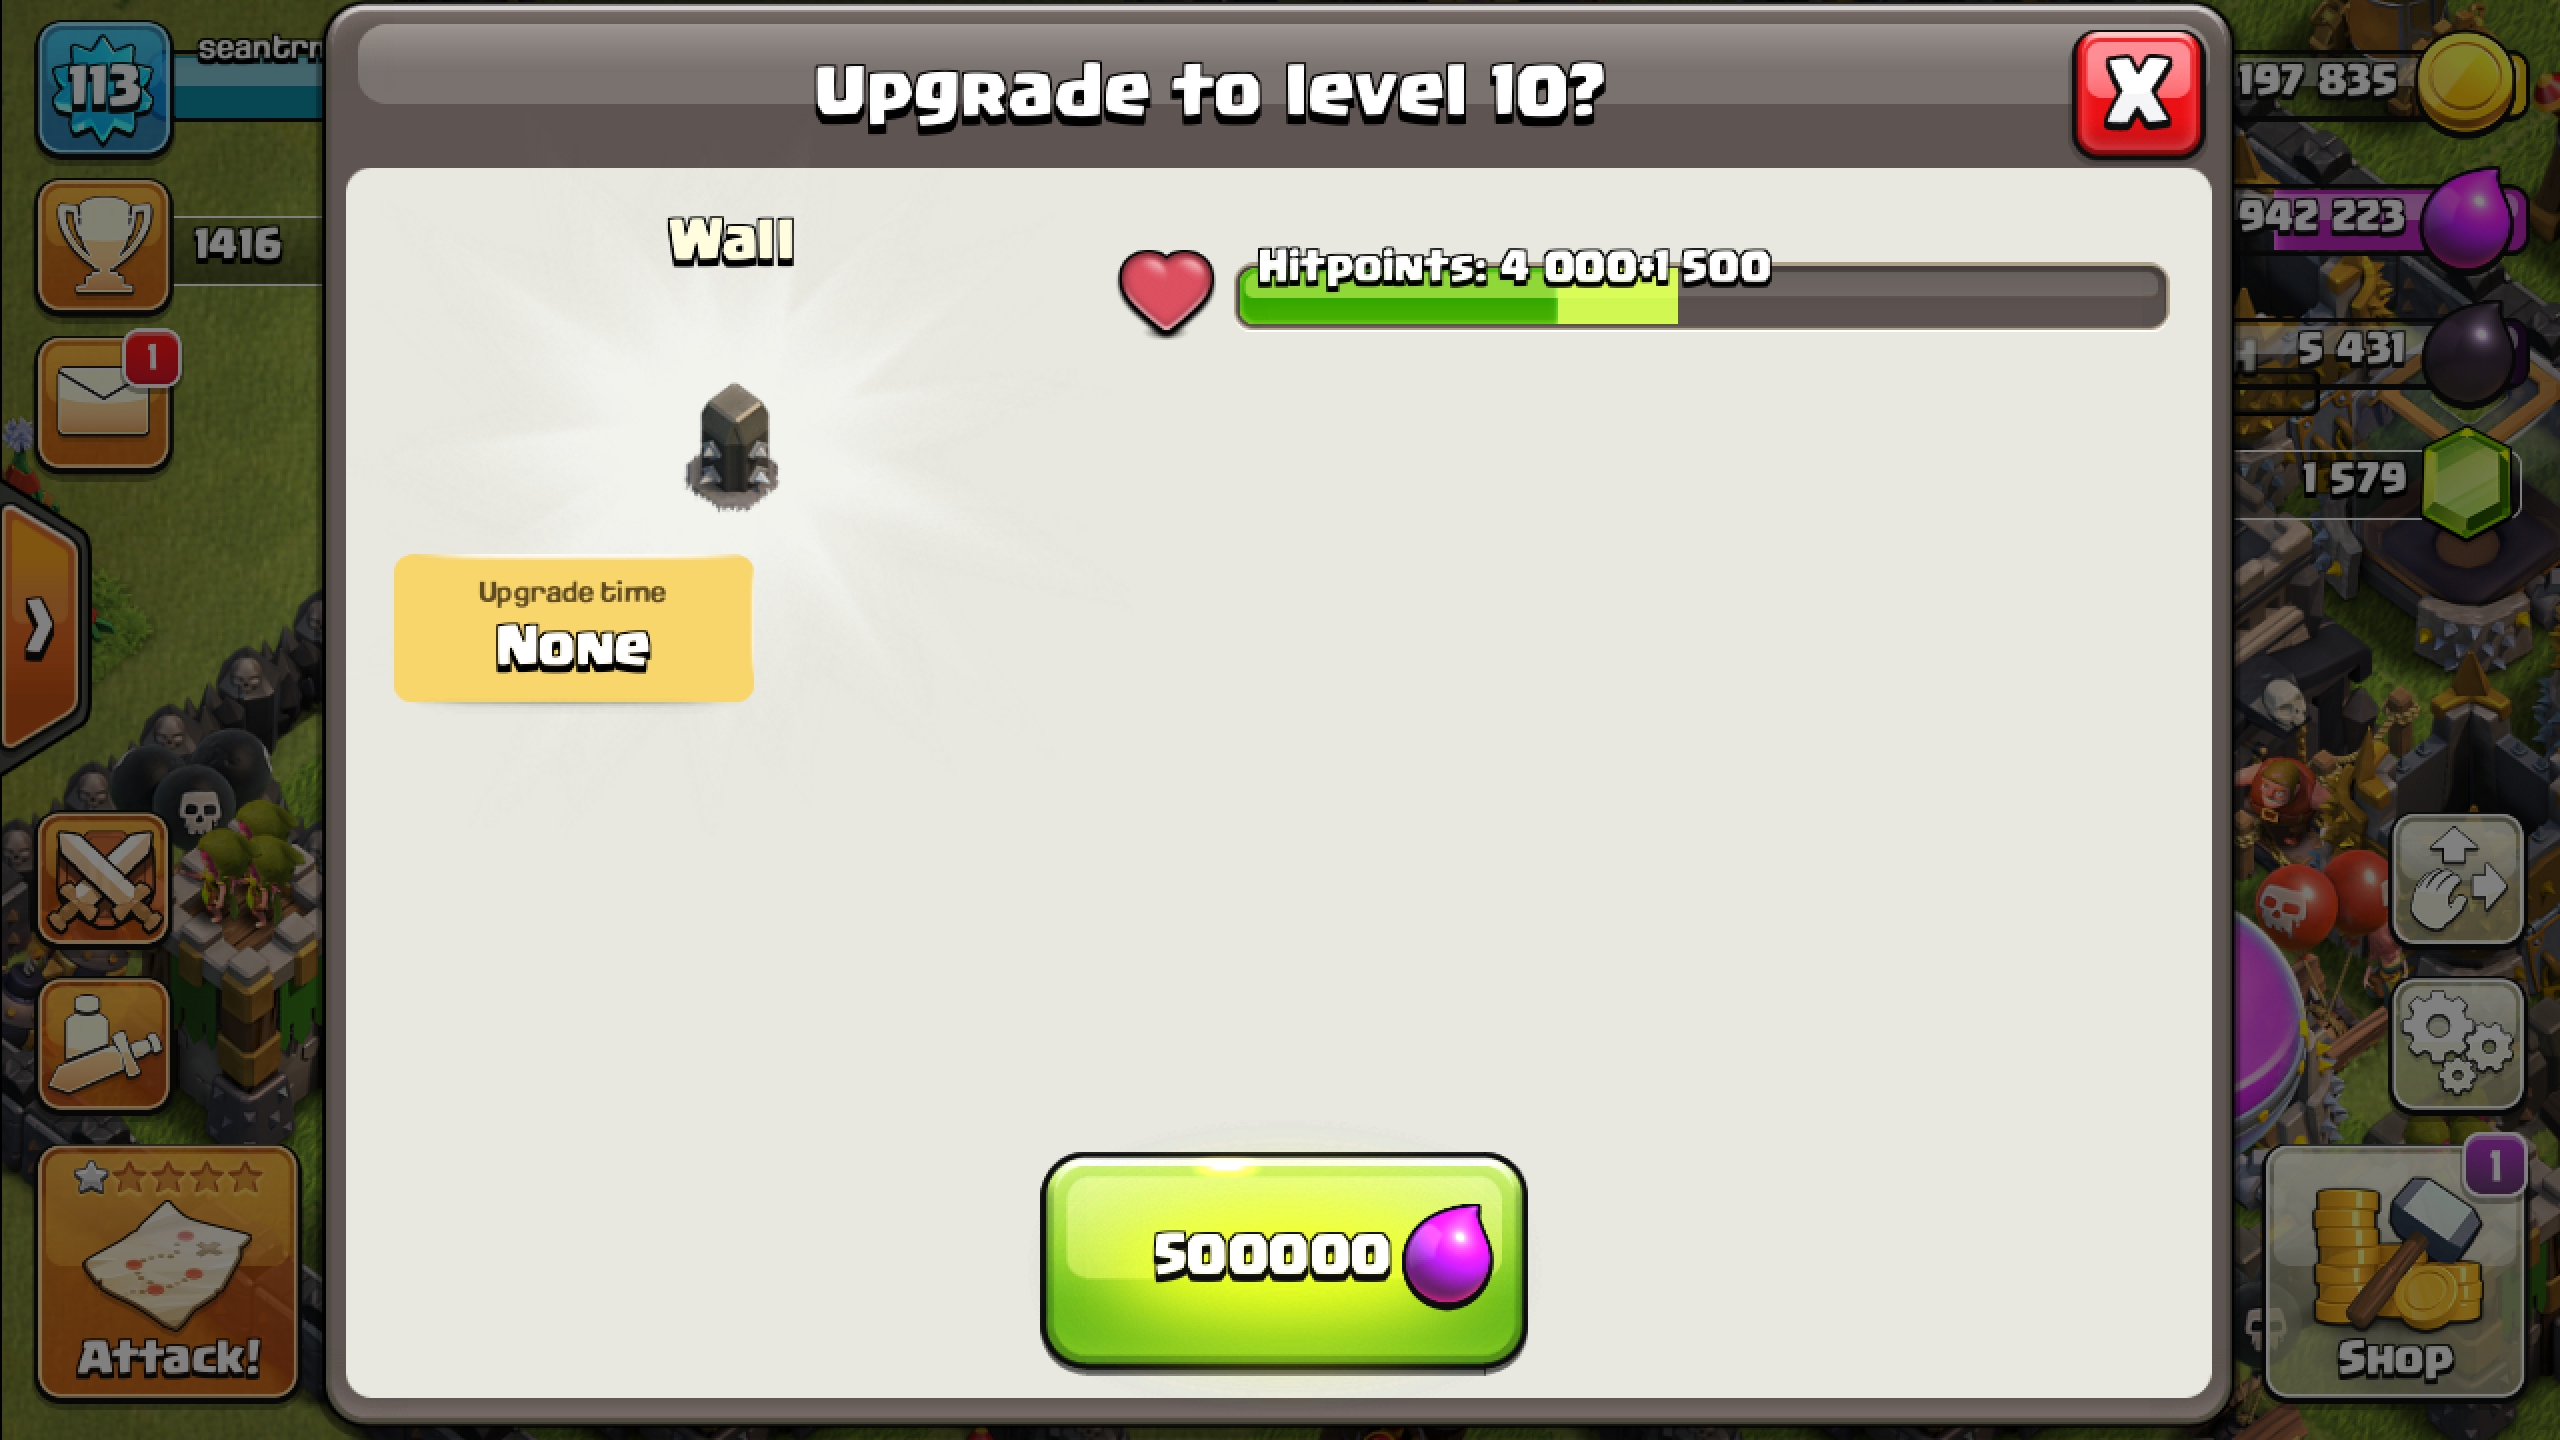 113
seantrn
1416
1
Upgrade to level 10?
X
Wall
Hitpoints: 4 000+1 500
Upgrade time
None
500000
197 835
942 223
5 431
1 579
Attack!
1
Shop